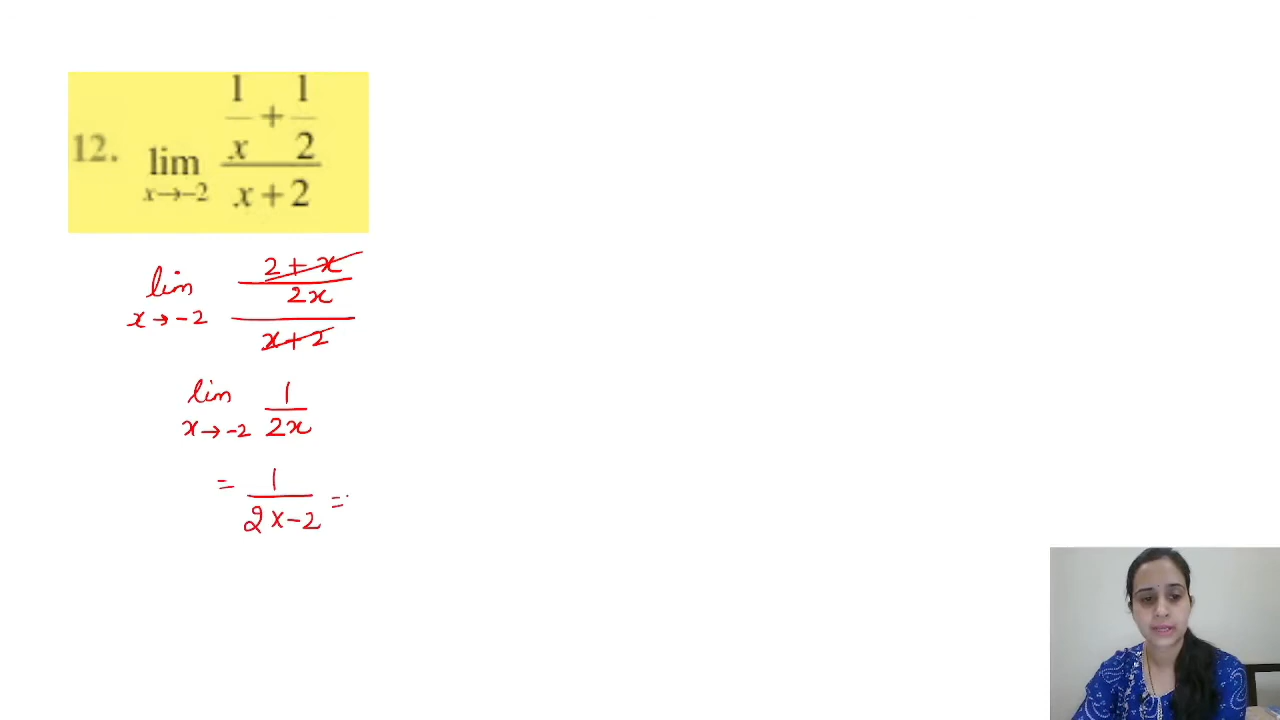 12. lim x→-2 (1/x + 1/2)/(x+2)
lim x→-2 ((2+x)/2x)/(x+2)
lim x→-2 1/2x
= 1/(2×-2) =